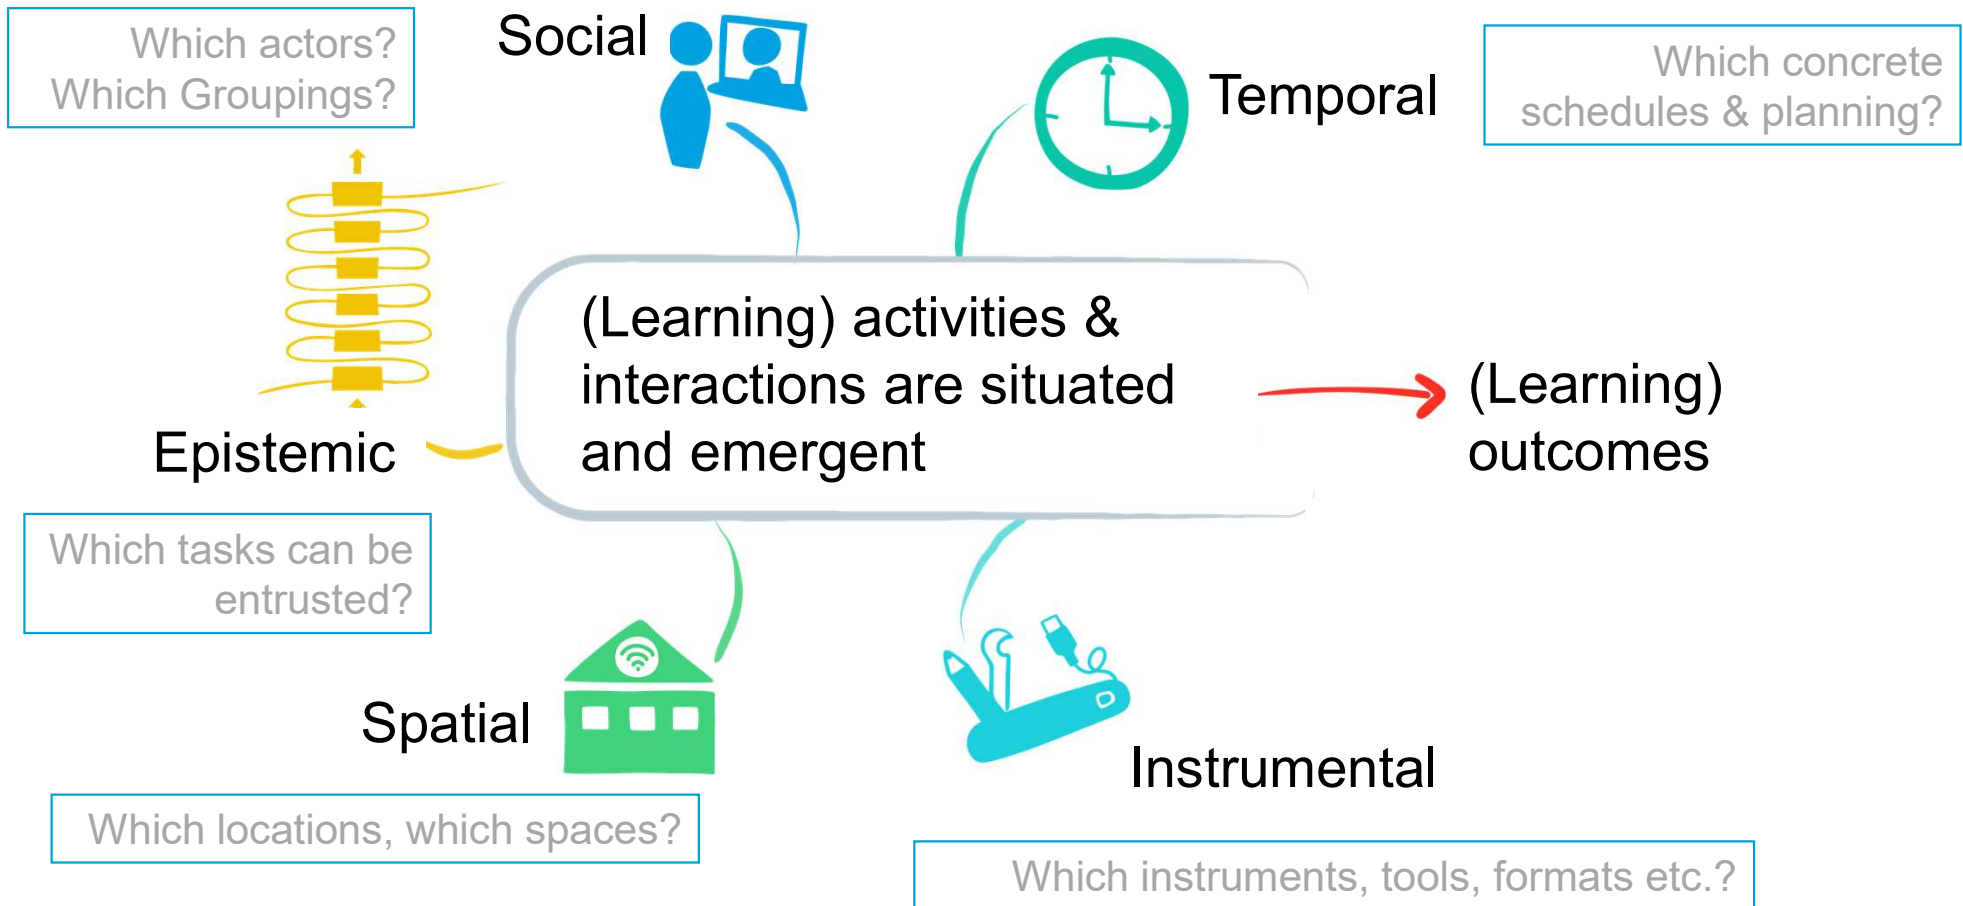 Which actors?
Which Groupings?
Social
Temporal
Which concrete
schedules & planning?
(Learning) activities &
interactions are situated
and emergent
(Learning)
outcomes
Epistemic
Which tasks can be
entrusted?
Spatial
Which locations, which spaces?
Instrumental
Which instruments, tools, formats etc.?